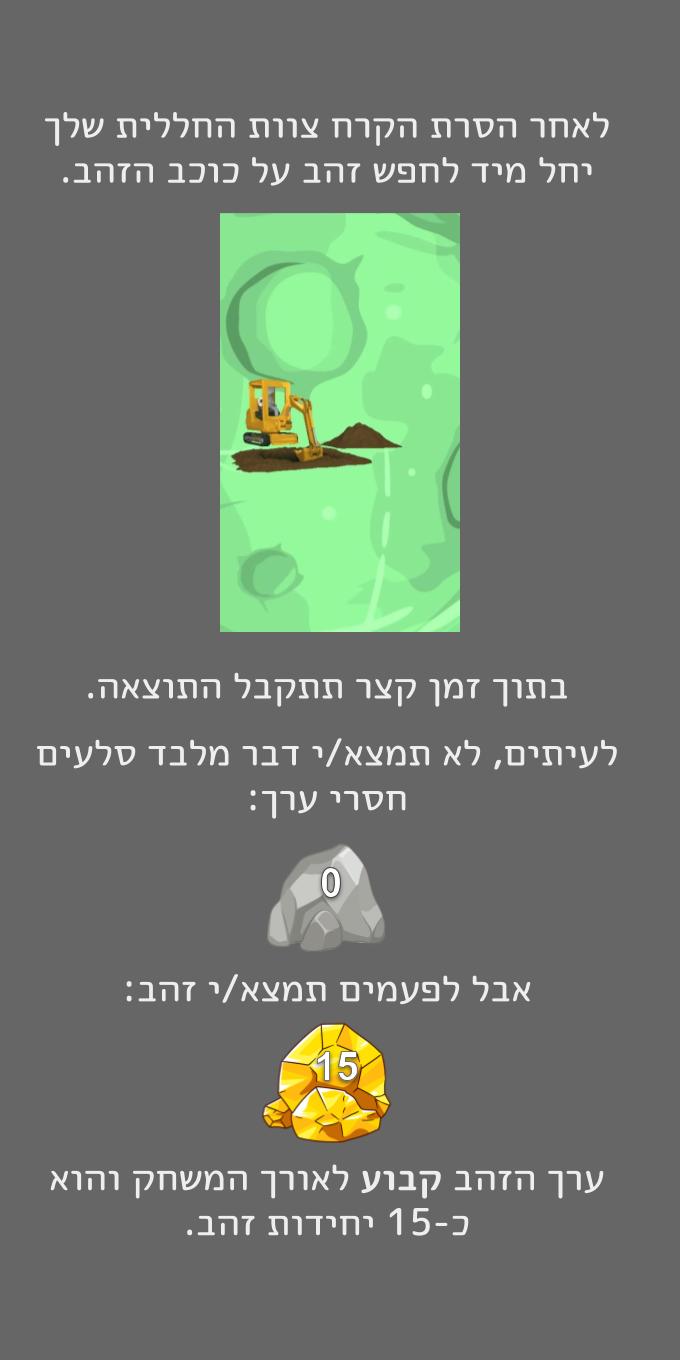 לאחר הסרת הקרח צוות החללית שלך
יחל מיד לחפש זהב על כוכב הזהב.
בתוך זמן קצר תתקבל התוצאה.
לעיתים, לא תמצא/י דבר מלבד סלעים
חסרי ערך:
0
אבל לפעמים תמצא/י זהב:
15
ערך הזהב קבוע לאורך המשחק והוא
כ-15 יחידות זהב.